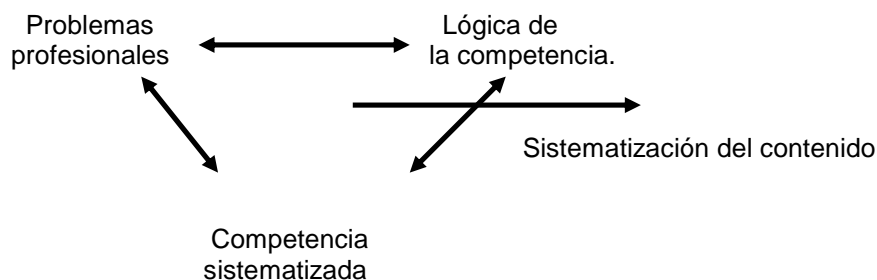 Problemas
profesionales
Lógica de
la competencia.
Sistematización del contenido
Competencia
sistematizada